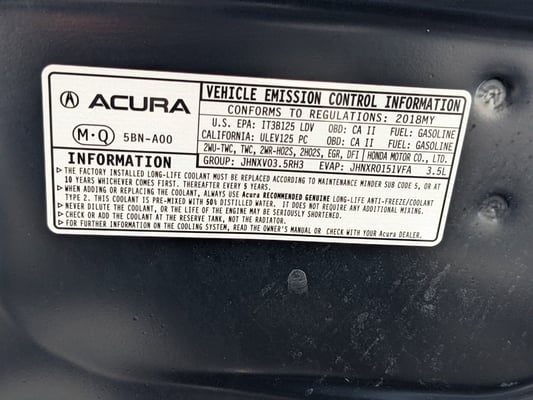 ACURA
M·Q 5BN-A00
VEHICLE EMISSION CONTROL INFORMATION
CONFORMS TO REGULATIONS: 2018MY
U.S. EPA: IT3B125 LDV OBD: CA II FUEL: GASOLINE
CALIFORNIA: ULEV125 PC OBD: CA II FUEL: GASOLINE
2WU-TWC, TWC, 2WR-HO2S, 2HO2S, EGR, DFI HONDA MOTOR CO., LTD.
GROUP: JHNXV03.5RH3 EVAP: JHNXR0151VFA 3.5L
▷THE FACTORY INSTALLED LONG-LIFE COOLANT MUST BE REPLACED ACCORDING TO MAINTENANCE MINDER SUB CODE 5, OR AT
10 YEARS WHICHEVER COMES FIRST. THEREAFTER EVERY 5 YEARS.
▷WHEN ADDING OR REPLACING THE COOLANT, ALWAYS USE Acura RECOMMENDED GENUINE LONG-LIFE ANTI-FREEZE/COOLANT
TYPE 2. THIS COOLANT IS PRE-MIXED WITH 50% DISTILLED WATER. IT DOES NOT REQUIRE ANY ADDITIONAL MIXING.
▷NEVER DILUTE THE COOLANT, OR THE LIFE OF THE ENGINE MAY BE SERIOUSLY SHORTENED.
▷CHECK OR ADD THE COOLANT AT THE RESERVE TANK, NOT THE RADIATOR.
▷FOR FURTHER INFORMATION ON THE COOLING SYSTEM, READ THE OWNER'S MANUAL OR CHECK WITH YOUR Acura DEALER.